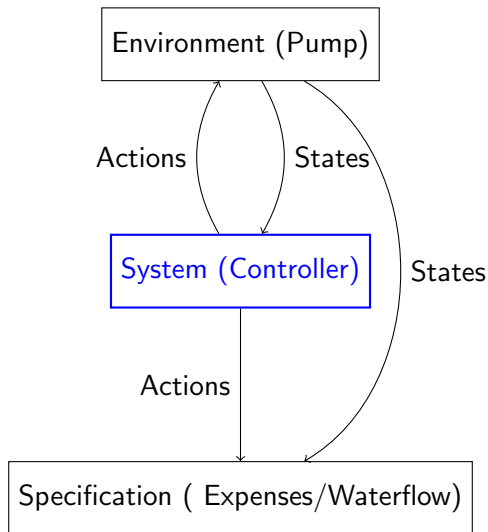 Environment (Pump)
Actions
States
System (Controller)
States
Actions
Specification ( Expenses/Waterflow)